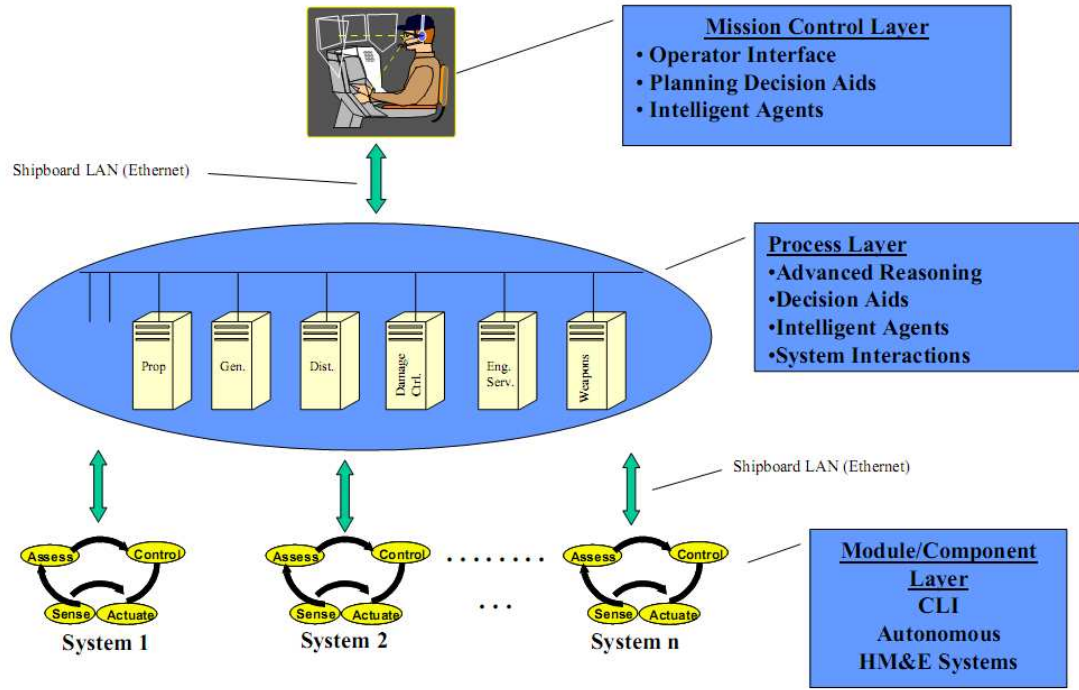 Mission Control Layer
• Operator Interface
• Planning Decision Aids
• Intelligent Agents
Shipboard LAN (Ethernet)
Process Layer
•Advanced Reasoning
•Decision Aids
•Intelligent Agents
•System Interactions
Prop
Gen.
Dist.
Damage
Ctrl.
Eng.
Serv.
Weapons
Shipboard LAN (Ethernet)
Assess
Control
Sense
Actuate
System 1
Assess
Control
Sense
Actuate
System 2
. . . . . . . .
. . .
Assess
Control
Sense
Actuate
System n
Module/Component
Layer
CLI
Autonomous
HM&E Systems